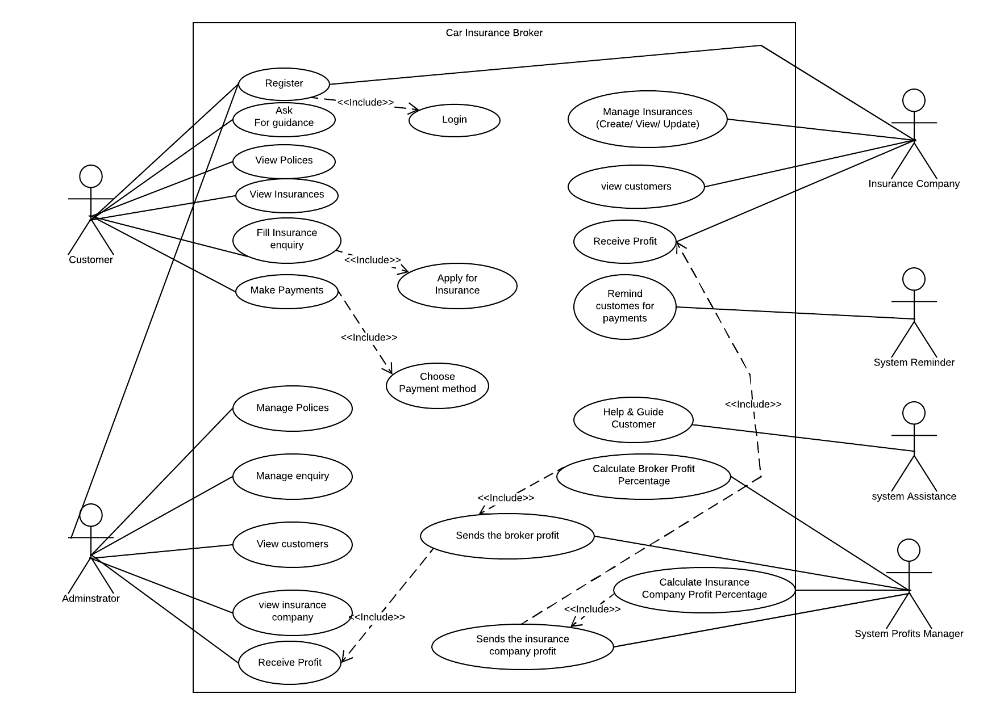 Car Insurance Broker
Register
<<Include>>
Login
Ask
For guidance
View Polices
View Insurances
Fill Insurance
enquiry
<<Include>>
Apply for
Insurance
Make Payments
<<Include>>
Choose
Payment method
Customer
Manage Insurances
(Create/ View/ Update)
view customers
Receive Profit
Insurance Company
Remind
customes for
payments
System Reminder
<<Include>>
Help & Guide
Customer
system Assistance
Manage Polices
Manage enquiry
View customers
view insurance
company
Receive Profit
Adminstrator
Calculate Broker Profit
Percentage
<<Include>>
Sends the broker profit
<<Include>>
Calculate Insurance
Company Profit Percentage
<<Include>>
Sends the insurance
company profit
System Profits Manager